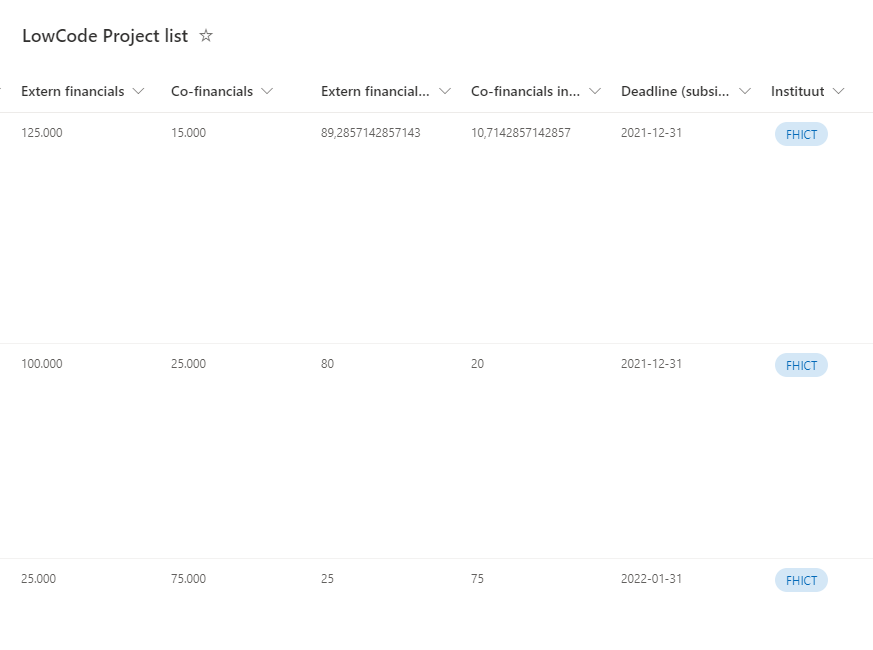 LowCode Project list
Extern financials Co-financials Extern financial... Co-financials in... Deadline (subsi... Instituut
125.000 15.000 89,2857142857143 10,7142857142857 2021-12-31 FHICT
100.000 25.000 80 20 2021-12-31 FHICT
25.000 75.000 25 75 2022-01-31 FHICT